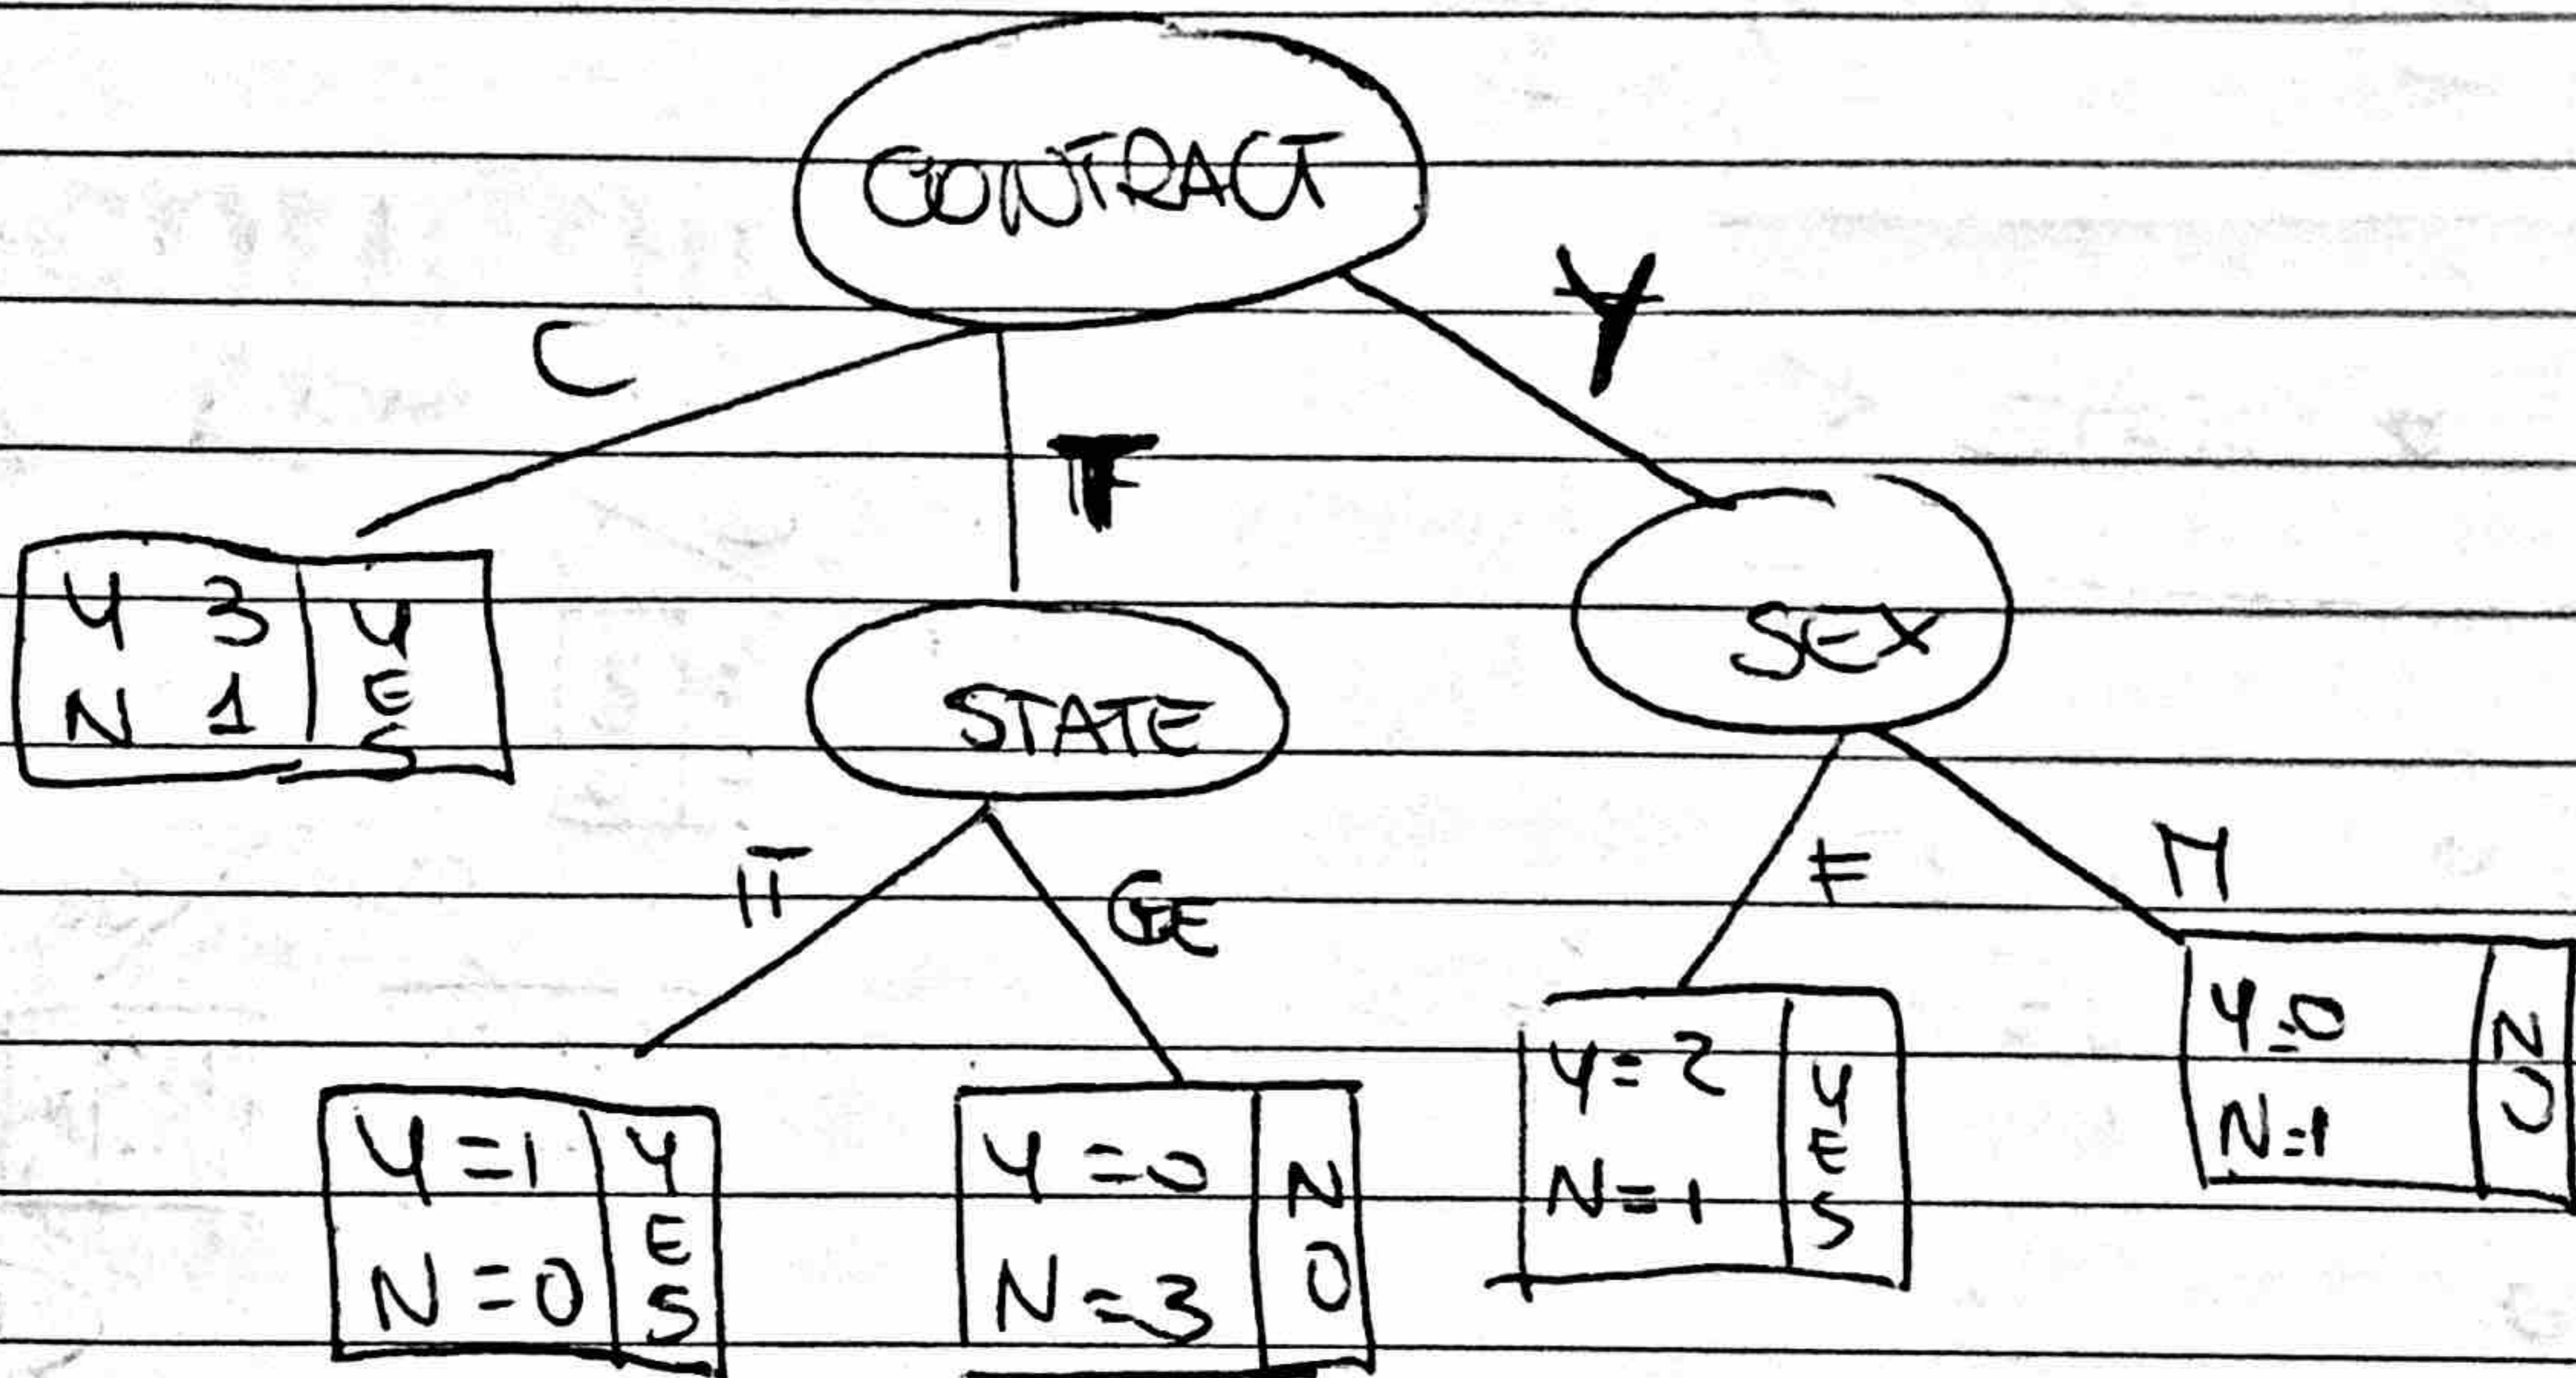 CONTRACT
C
Y
T
Y 3
N 1
YES
STATE
SEX
IT
GE
F
M
Y=1
N=0
YES
Y=0
N=3
NO
Y=2
N=1
YES
Y=0
N=1
NO